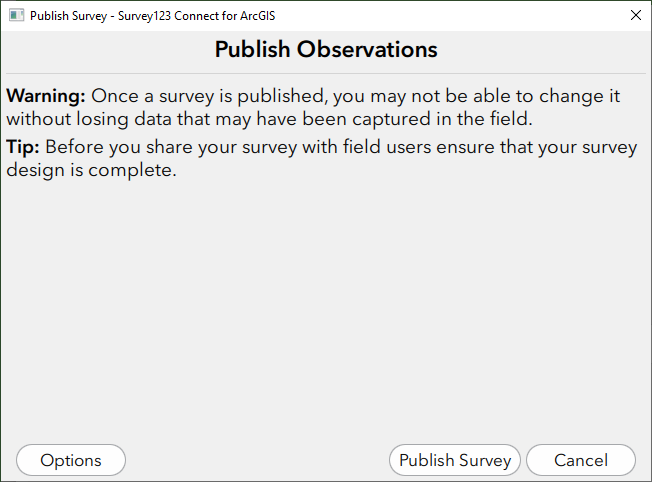 Publish Survey - Survey123 Connect for ArcGIS
Publish Observations
Warning: Once a survey is published, you may not be able to change it
without losing data that may have been captured in the field.
Tip: Before you share your survey with field users ensure that your survey
design is complete.
Options
Publish Survey
Cancel